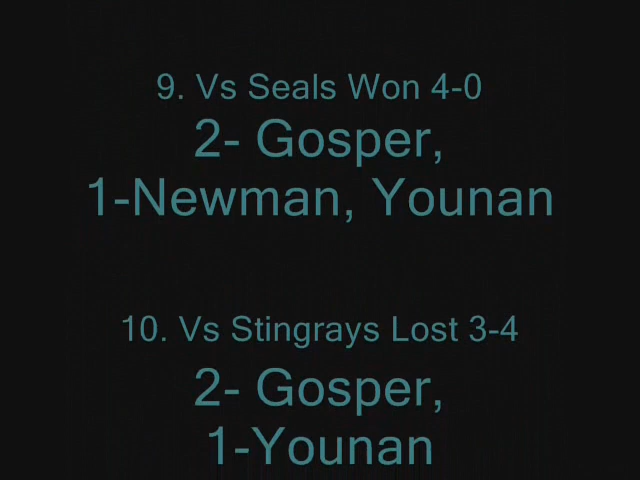 9. Vs Seals Won 4-0
2- Gosper,
1-Newman, Younan
10. Vs Stingrays Lost 3-4
2- Gosper,
1-Younan